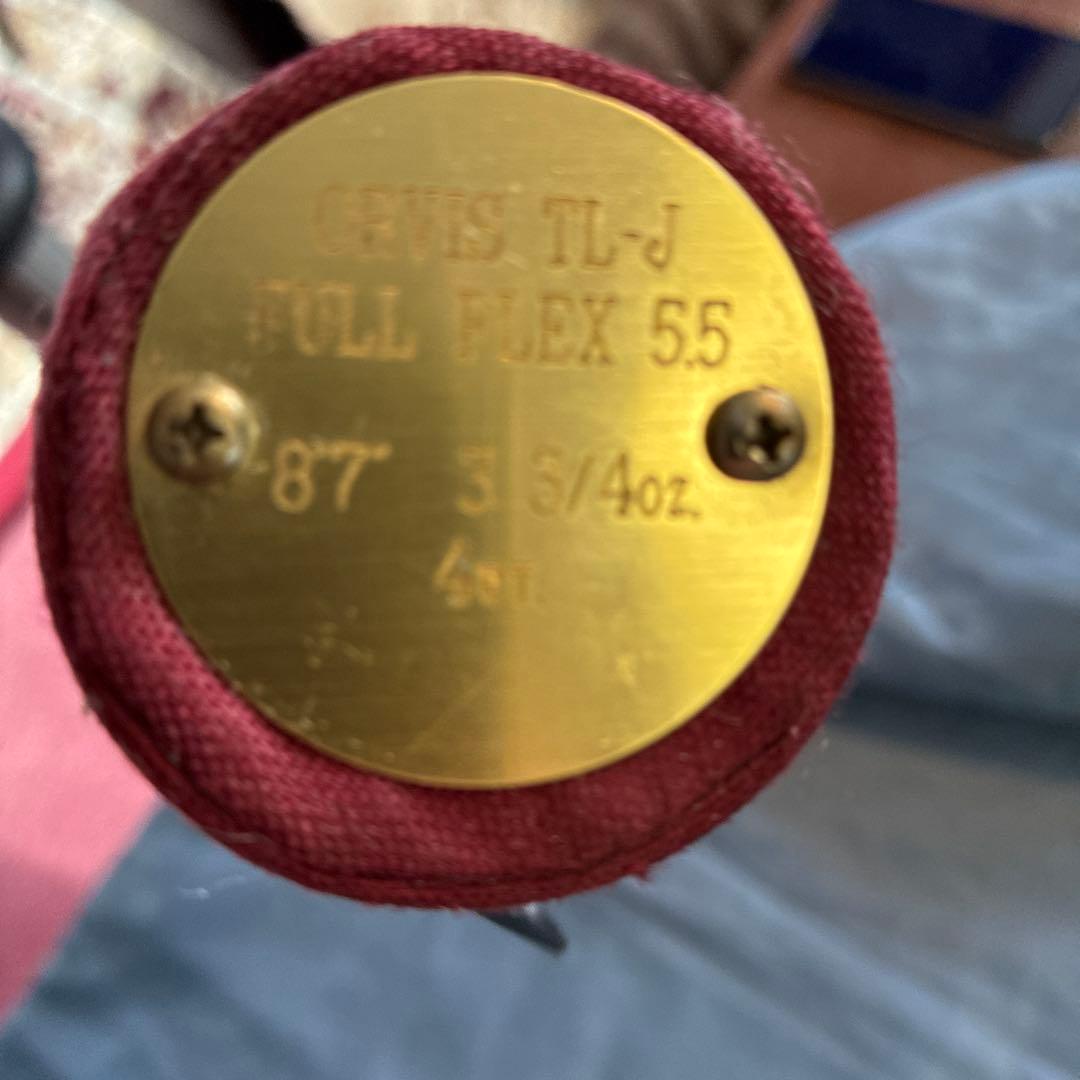 ORVIS TL-J
FULL FLEX 5.5
8'7" 3 3/4oz.
4WT.